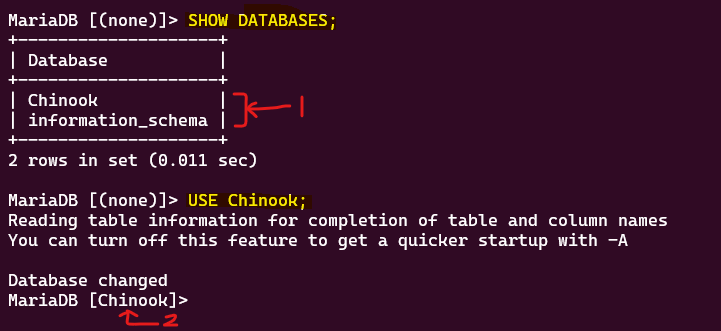 MariaDB [(none)]> SHOW DATABASES;
+--------------------+
| Database           |
+--------------------+
| Chinook            |
| information_schema |
+--------------------+
1
2 rows in set (0.011 sec)
MariaDB [(none)]> USE Chinook;
Reading table information for completion of table and column names
You can turn off this feature to get a quicker startup with -A
Database changed
MariaDB [Chinook]>
2